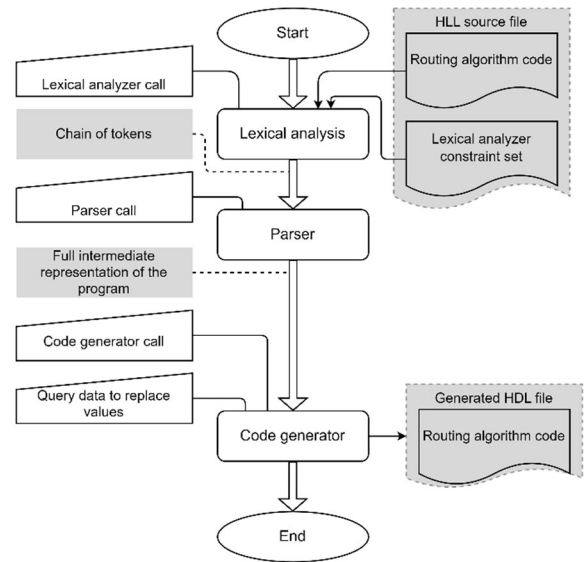 Start
HLL source file
Routing algorithm code
Lexical analyzer call
Lexical analysis
Chain of tokens
Lexical analyzer
constraint set
Parser call
Parser
Full intermediate
representation of the
program
Code generator call
Query data to replace
values
Code generator
Generated HDL file
Routing algorithm code
End